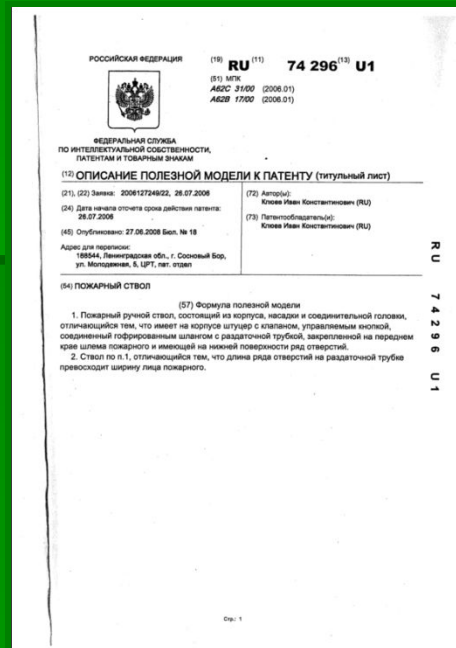 РОССИЙСКАЯ ФЕДЕРАЦИЯ
(19) RU (11) 74 296 (13) U1
(51) МПК
A62C 31/00 (2006.01)
A62B 17/00 (2006.01)
ФЕДЕРАЛЬНАЯ СЛУЖБА
ПО ИНТЕЛЛЕКТУАЛЬНОЙ СОБСТВЕННОСТИ,
ПАТЕНТАМ И ТОВАРНЫМ ЗНАКАМ
(12) ОПИСАНИЕ ПОЛЕЗНОЙ МОДЕЛИ К ПАТЕНТУ (титульный лист)
(21), (22) Заявка: 2006127249/22, 26.07.2006
(24) Дата начала отсчета срока действия патента:
26.07.2006
(45) Опубликовано: 27.06.2008 Бюл. № 18
Адрес для переписки:
188544, Ленинградская обл., г. Сосновый Бор,
ул. Молодежная, 5, ЦРТ, пат. отдел
(72) Автор(ы):
Клюев Иван Константинович (RU)
(73) Патентообладатель(и):
Клюев Иван Константинович (RU)
(54) ПОЖАРНЫЙ СТВОЛ
(57) Формула полезной модели
1. Пожарный ручной ствол, состоящий из корпуса, насадки и соединительной головки,
отличающийся тем, что имеет на корпусе штуцер с клапаном, управляемым кнопкой,
соединенный гофрированным шлангом с раздаточной трубкой, закрепленной на переднем
крае шлема пожарного и имеющей на нижней поверхности ряд отверстий.
2. Ствол по п.1, отличающийся тем, что длина ряда отверстий на раздаточной трубке
превосходит ширину лица пожарного.
RU 74296 U1
Стр.: 1